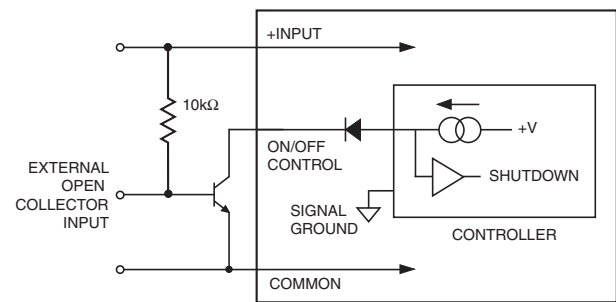 +INPUT
10kΩ
+V
ON/OFF
CONTROL
SHUTDOWN
EXTERNAL
OPEN
COLLECTOR
INPUT
SIGNAL
GROUND
CONTROLLER
COMMON